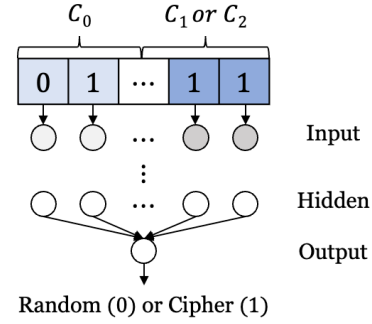 C₀ C₁ or C₂
0 1 ... 1 1
... Input
⋮
... Hidden
Output
Random (0) or Cipher (1)